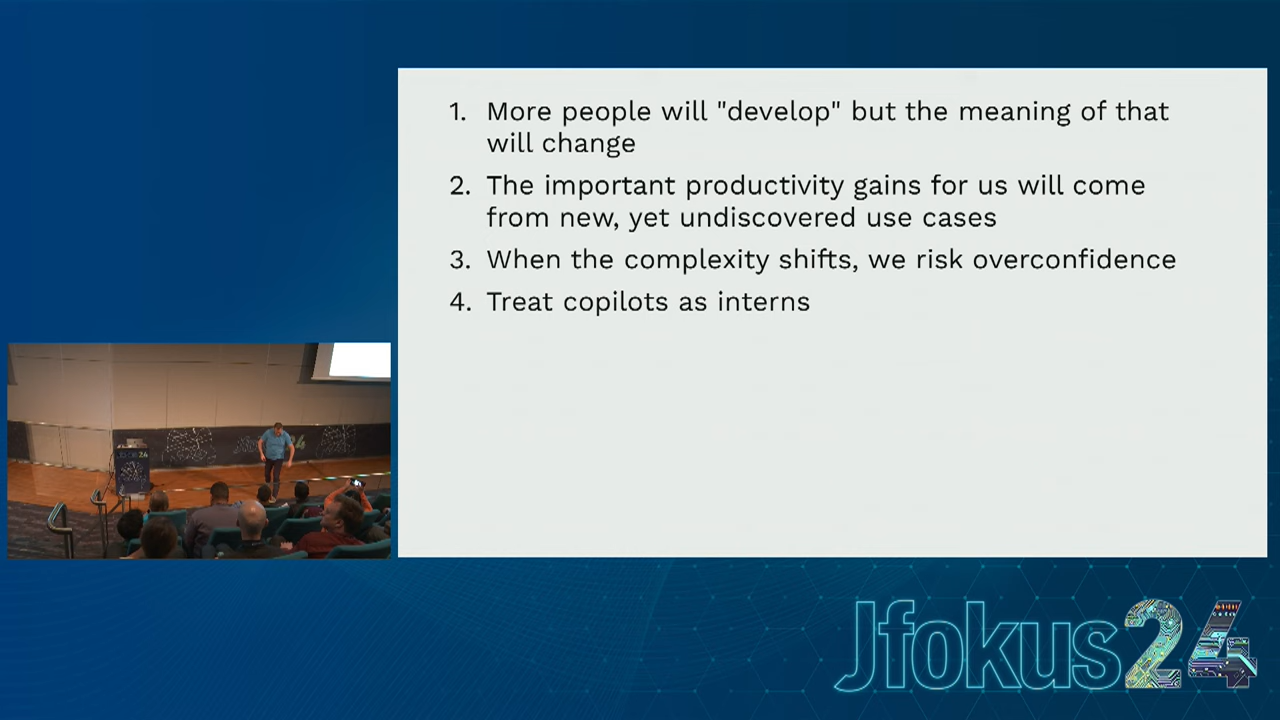 1. More people will "develop" but the meaning of that
will change
2. The important productivity gains for us will come
from new, yet undiscovered use cases
3. When the complexity shifts, we risk overconfidence
4. Treat copilots as interns
Jfokus24